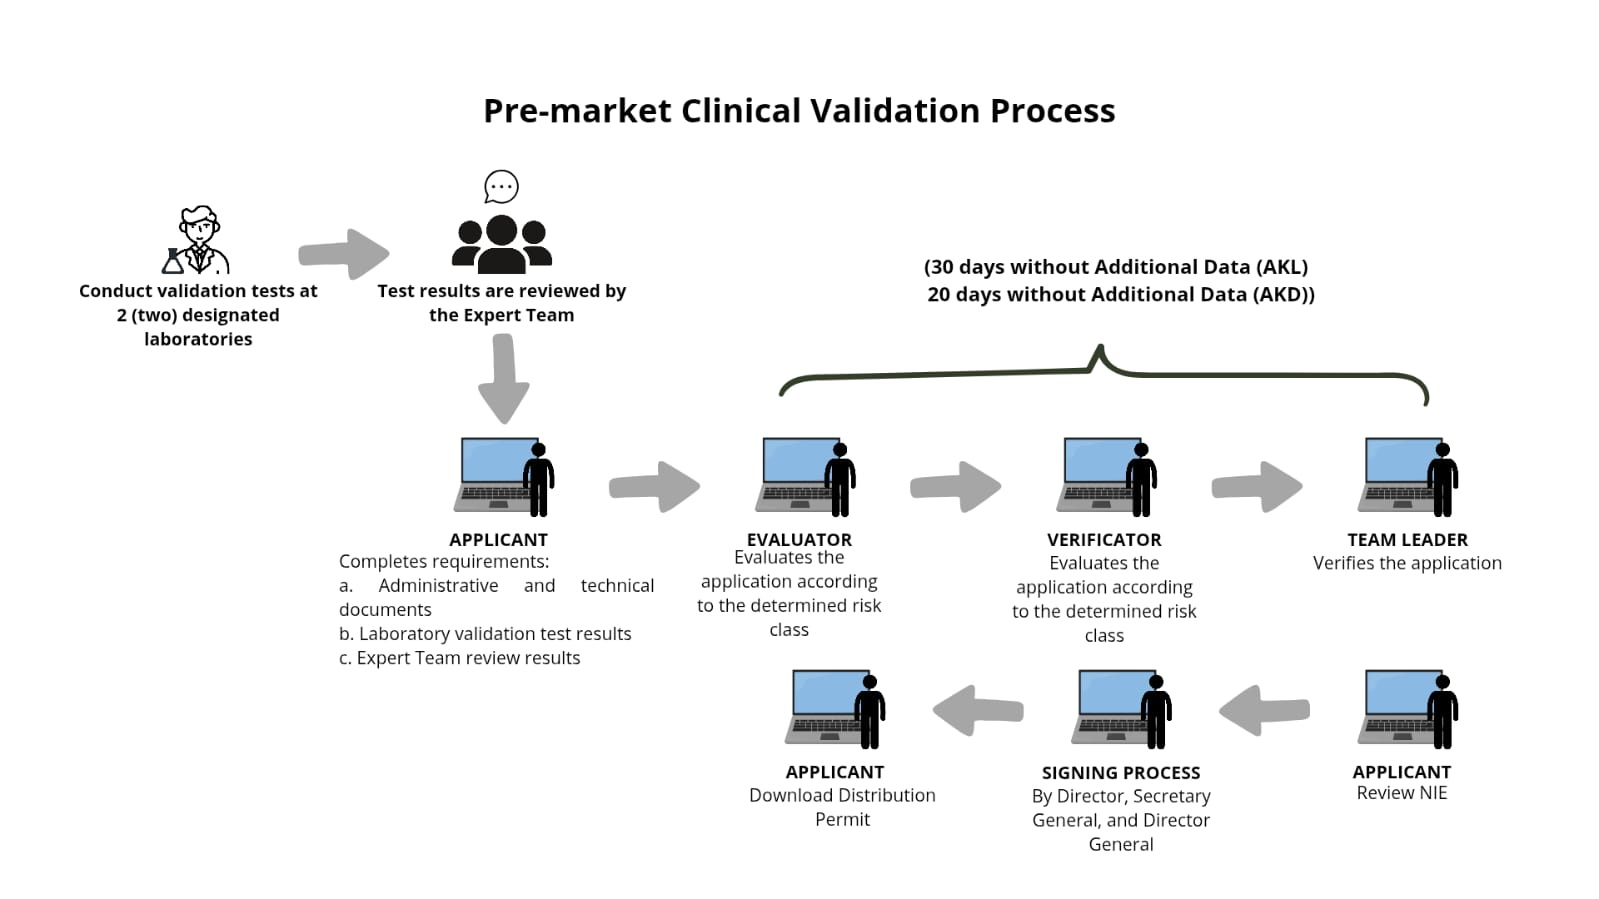 Pre-market Clinical Validation Process
Conduct validation tests at
2 (two) designated
laboratories
Test results are reviewed by
the Expert Team
(30 days without Additional Data (AKL)
20 days without Additional Data (AKD))
APPLICANT
Completes requirements:
a. Administrative and technical
documents
b. Laboratory validation test results
c. Expert Team review results
EVALUATOR
Evaluates the
application according
to the determined risk
class
VERIFICATOR
Evaluates the
application according
to the determined risk
class
TEAM LEADER
Verifies the application
APPLICANT
Review NIE
SIGNING PROCESS
By Director, Secretary
General, and Director
General
APPLICANT
Download Distribution
Permit